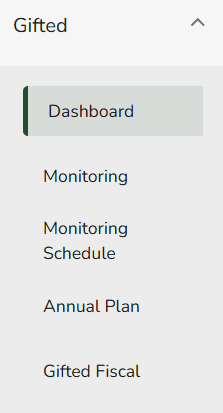 Gifted
Dashboard
Monitoring
Monitoring
Schedule
Annual Plan
Gifted Fiscal